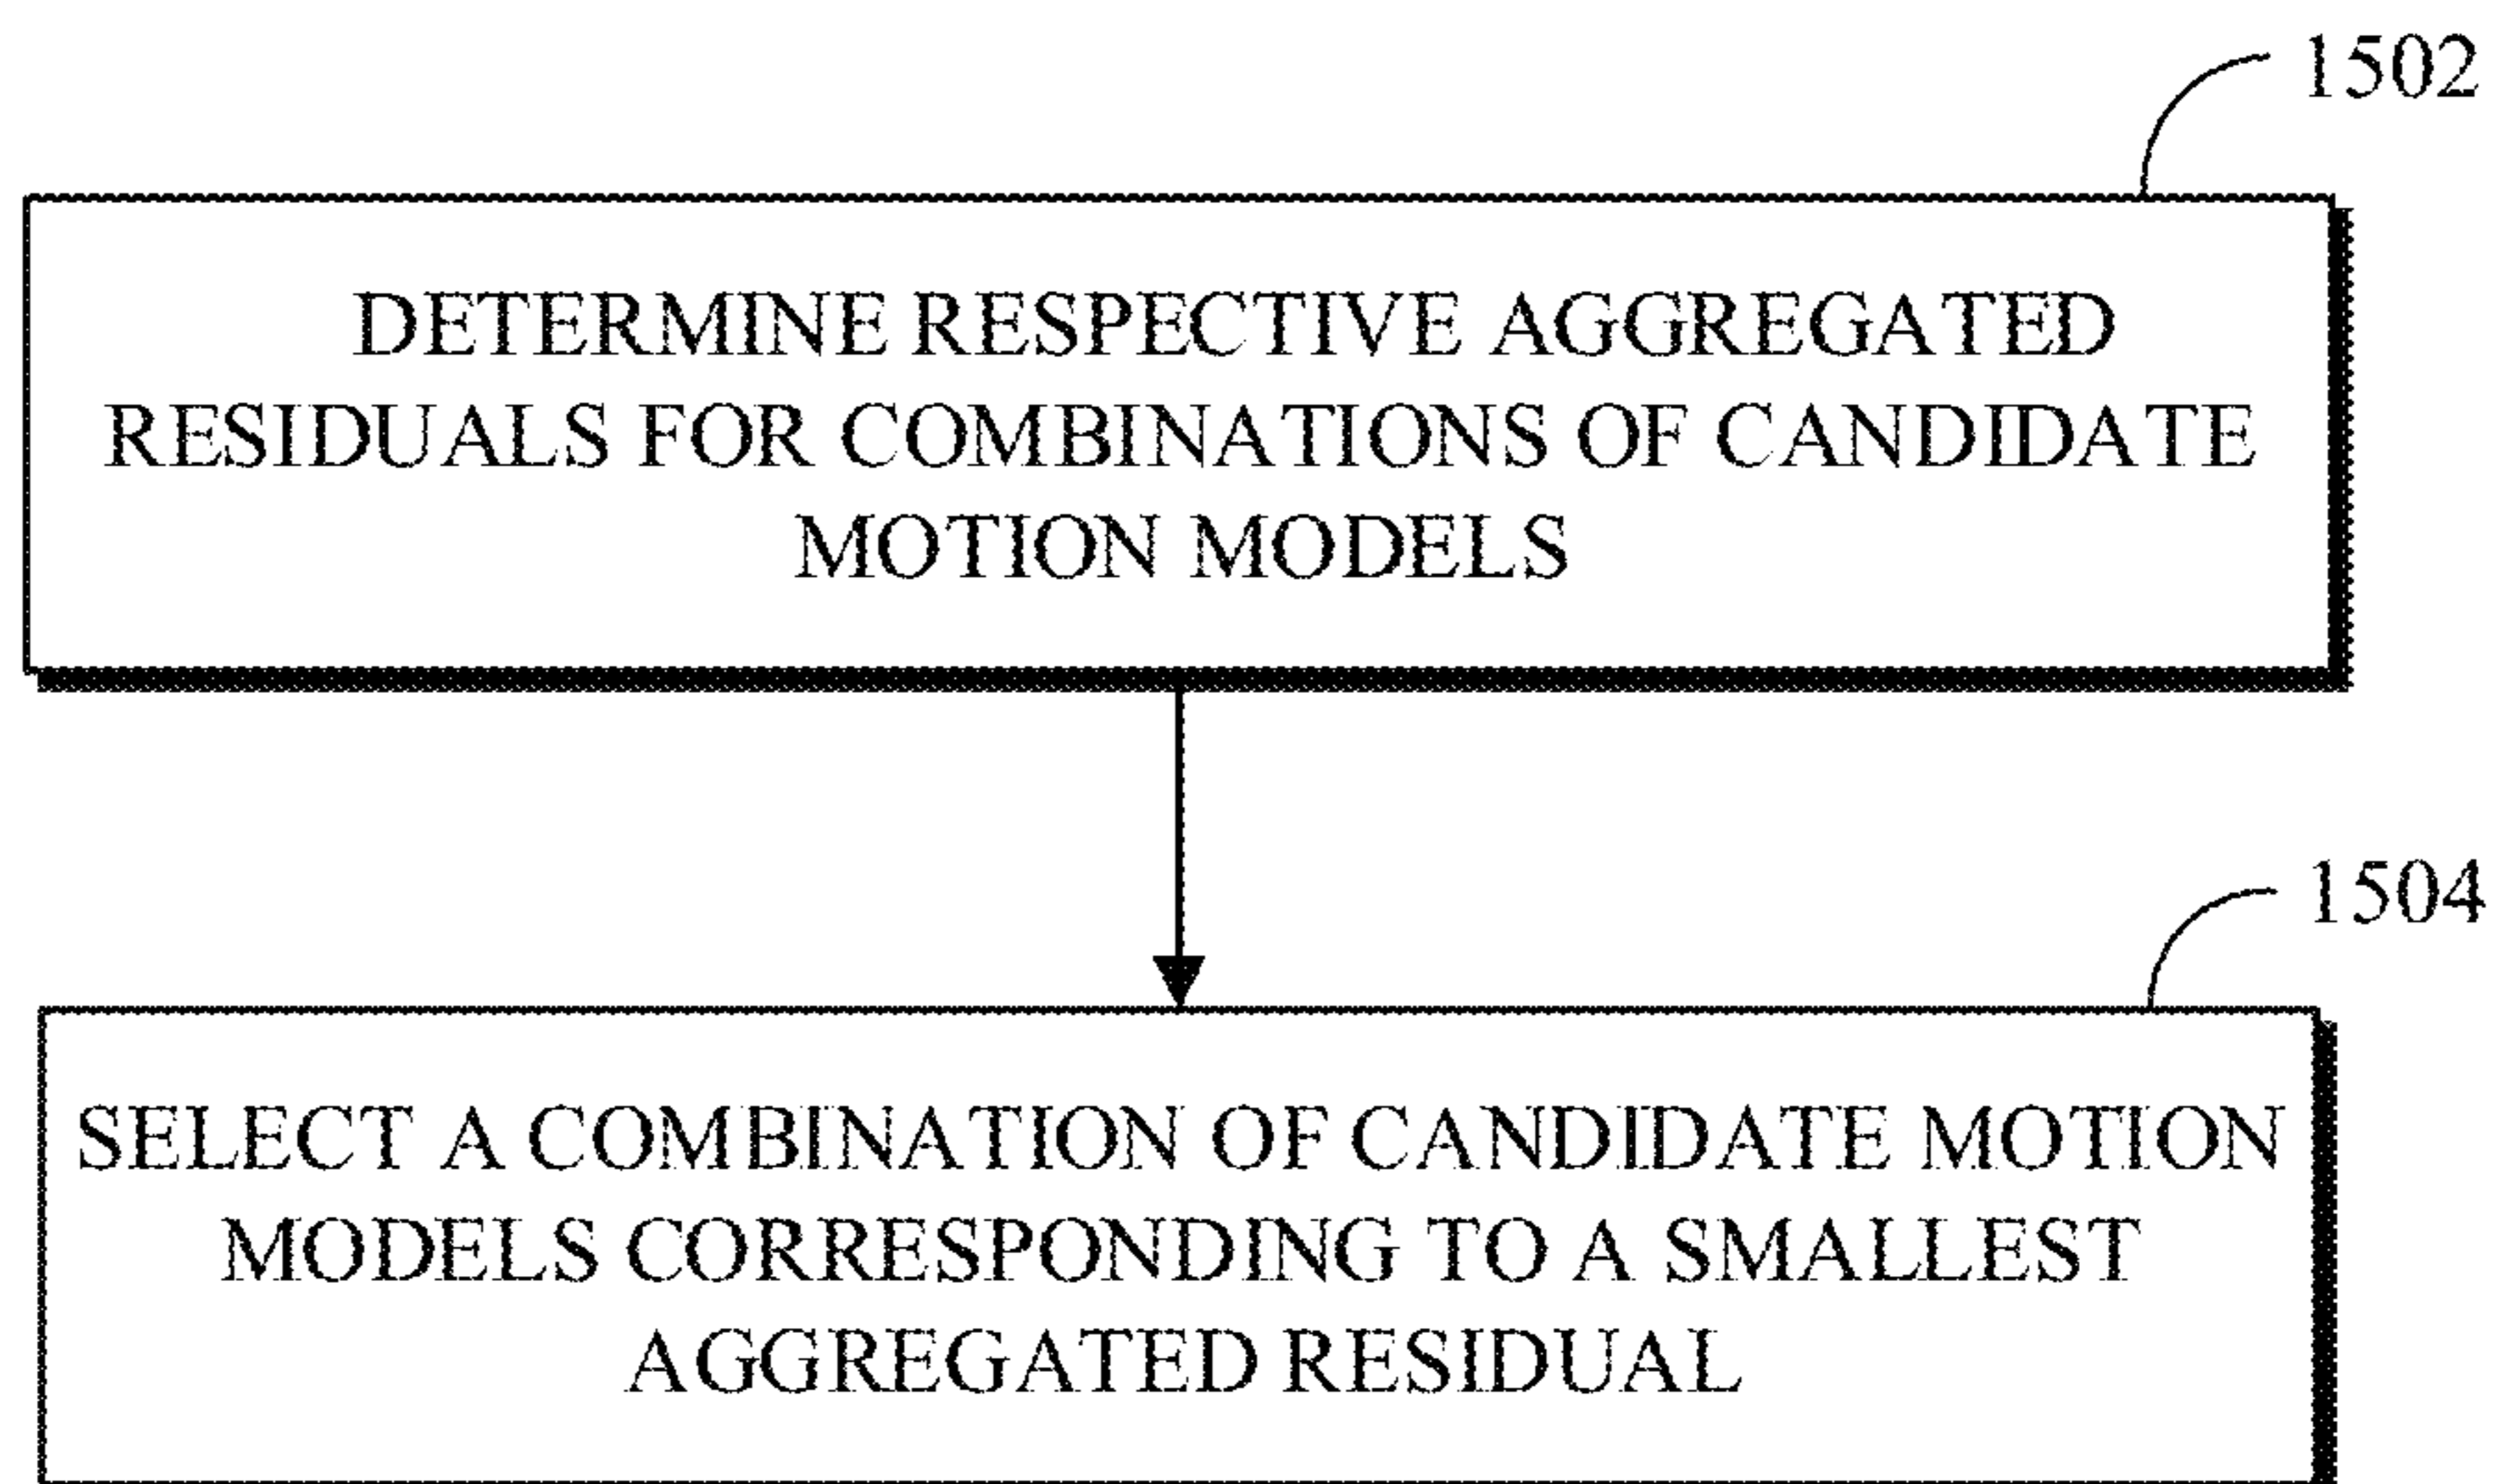 1502
DETERMINE RESPECTIVE AGGREGATED
RESIDUALS FOR COMBINATIONS OF CANDIDATE
MOTION MODELS
1504
SELECT A COMBINATION OF CANDIDATE MOTION
MODELS CORRESPONDING TO A SMALLEST
AGGREGATED RESIDUAL